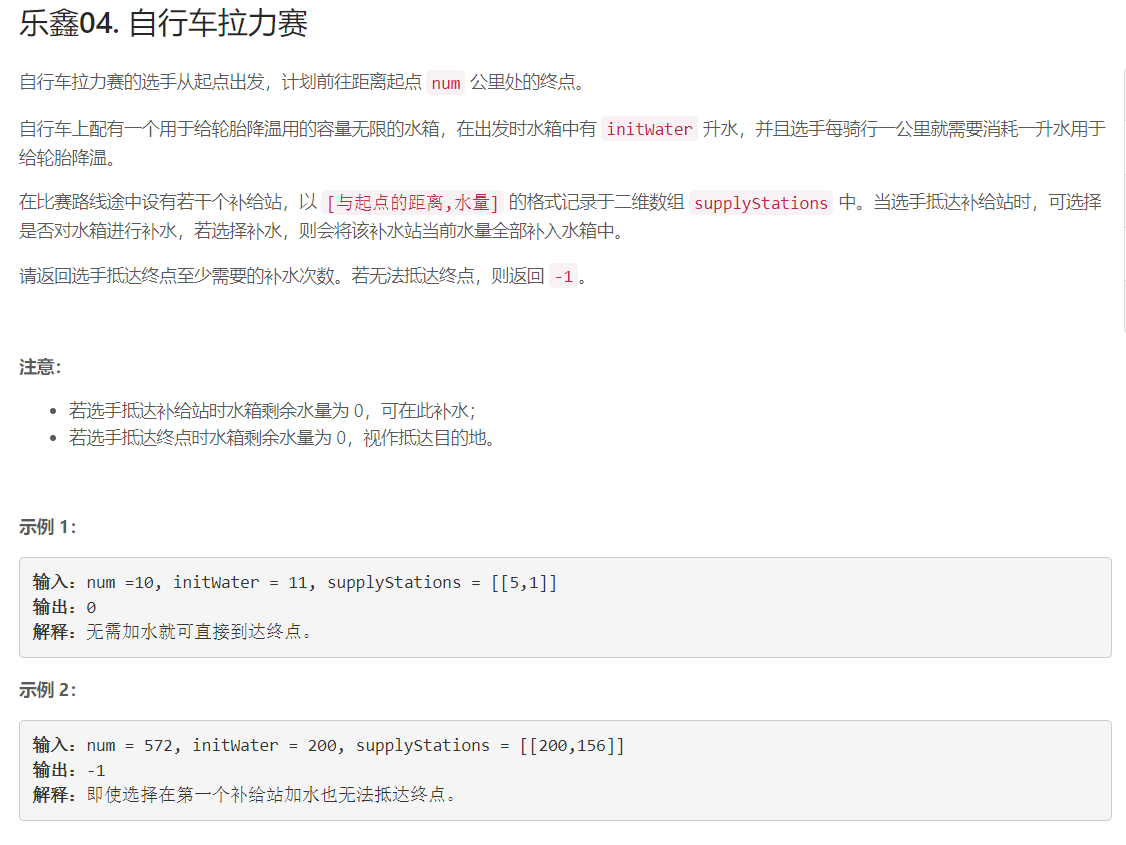 乐鑫04. 自行车拉力赛
自行车拉力赛的选手从起点出发，计划前往距离起点 num 公里处的终点。
自行车上配有一个用于给轮胎降温用的容量无限的水箱，在出发时水箱中有 initWater 升水，并且选手每骑行一公里就需要消耗一升水用于
给轮胎降温。
在比赛路线途中设有若干个补给站，以 [与起点的距离,水量] 的格式记录于二维数组 supplyStations 中。当选手抵达补给站时，可选择
是否对水箱进行补水，若选择补水，则会将该补水站当前水量全部补入水箱中。
请返回选手抵达终点至少需要的补水次数。若无法抵达终点，则返回 -1。
注意：
• 若选手抵达补给站时水箱剩余水量为 0，可在此补水；
• 若选手抵达终点时水箱剩余水量为 0，视作抵达目的地。
示例 1：
输入：num =10, initWater = 11, supplyStations = [[5,1]]
输出：0
解释：无需加水就可直接到达终点。
示例 2：
输入：num = 572, initWater = 200, supplyStations = [[200,156]]
输出：-1
解释：即使选择在第一个补给站加水也无法抵达终点。